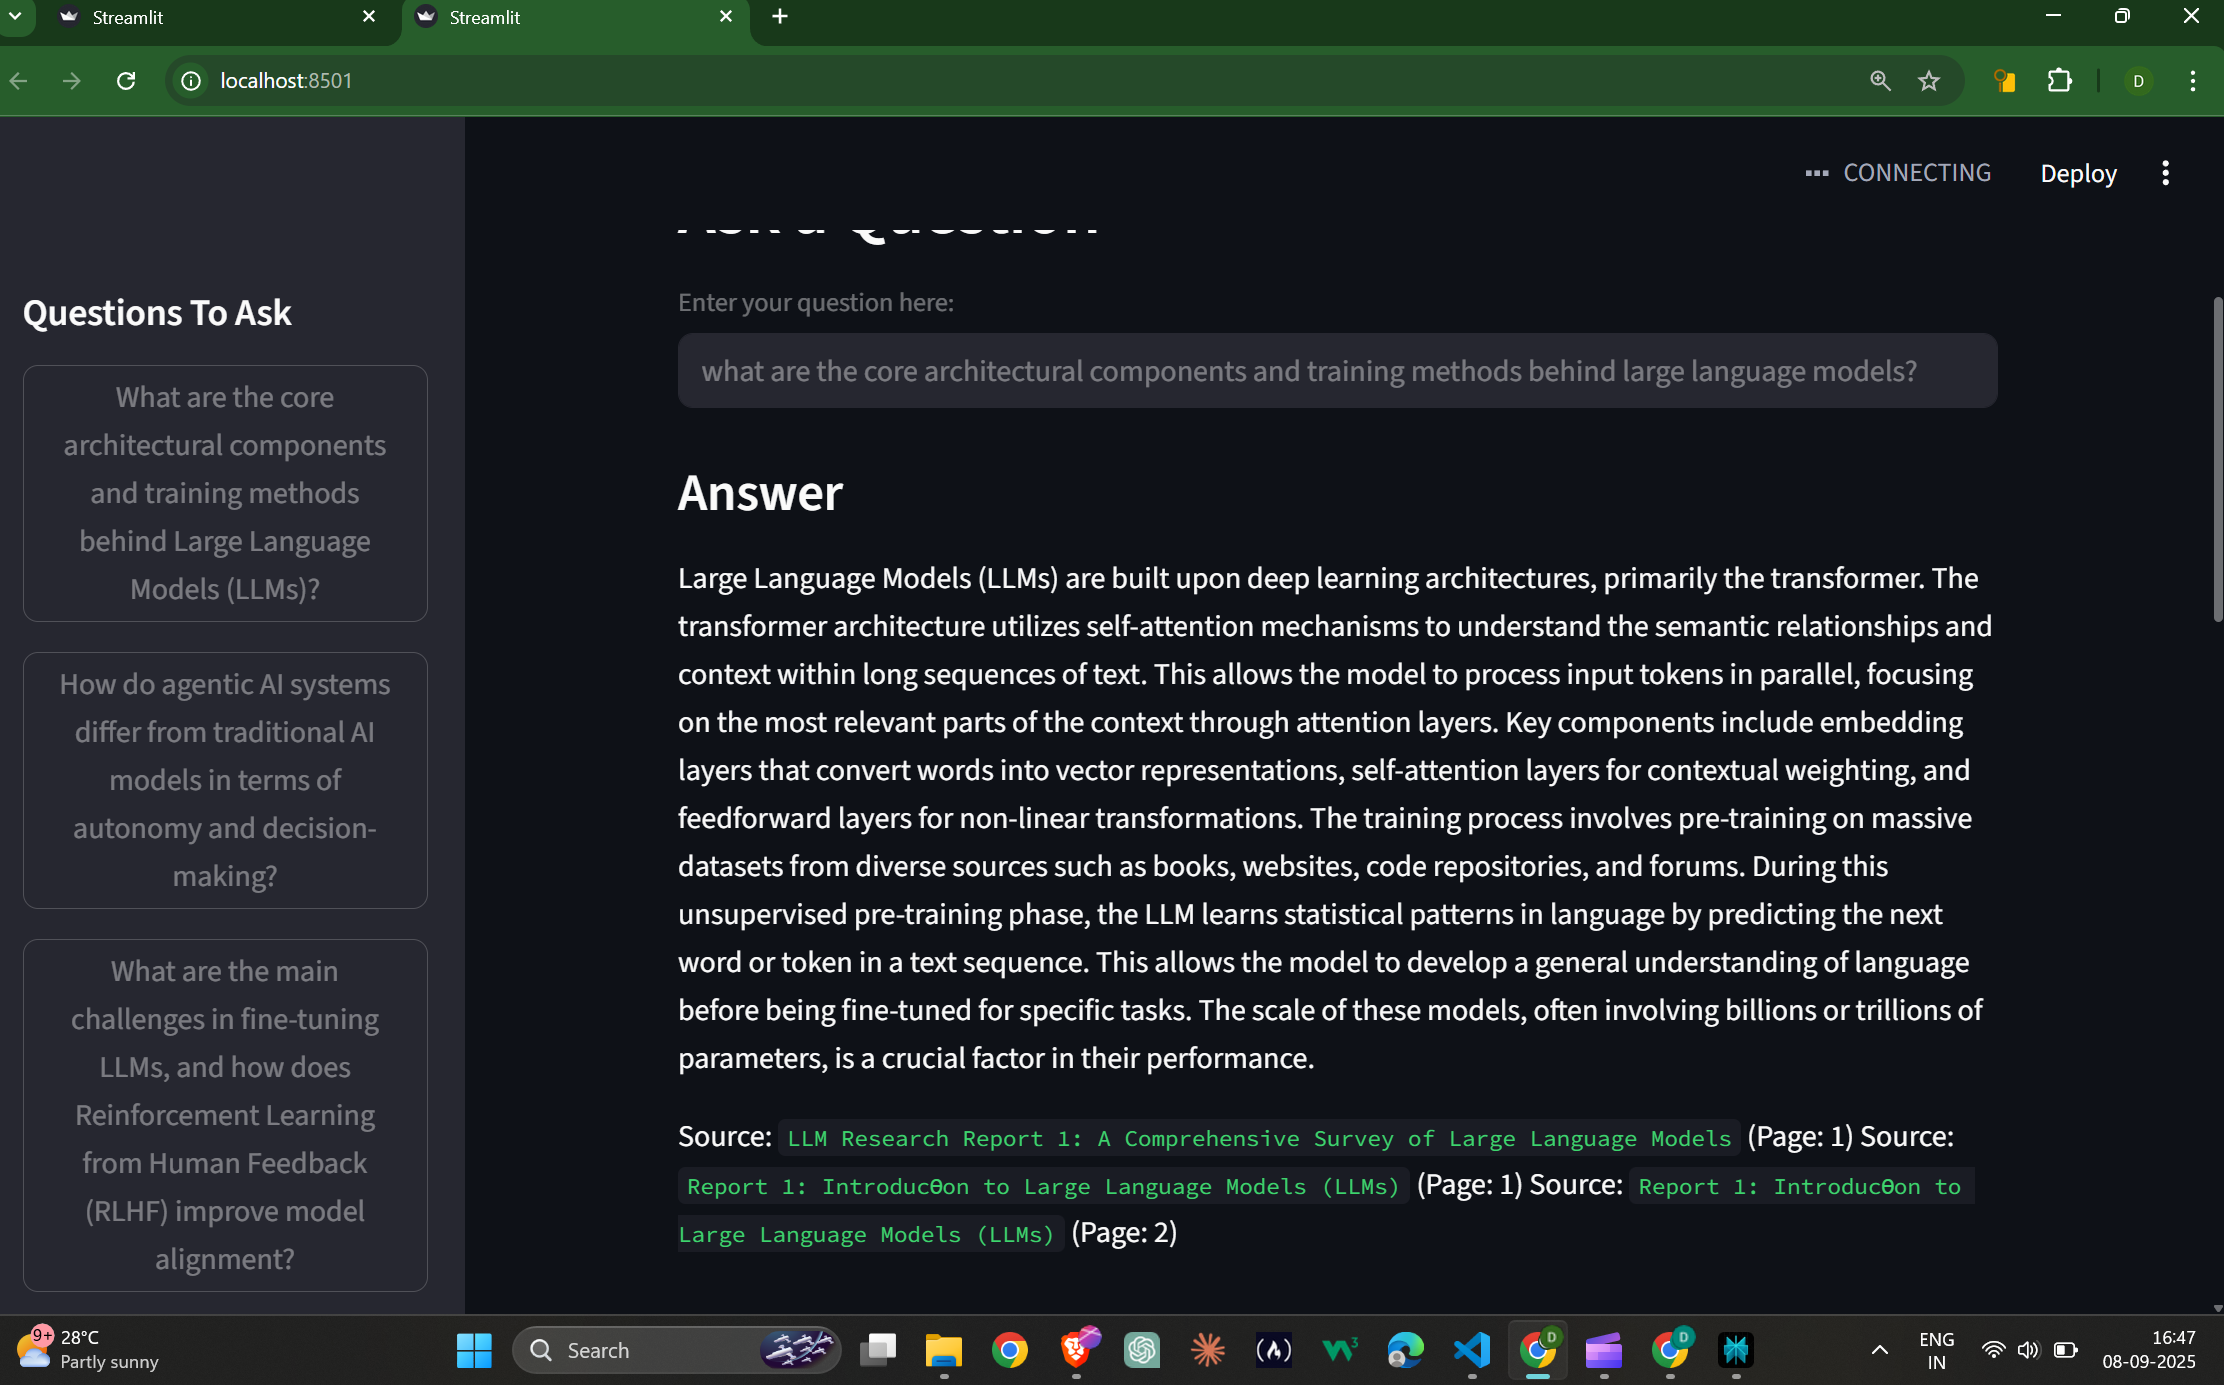 Streamlit
Streamlit
localhost:8501
D
CONNECTING
Deploy
Questions To Ask
What are the core
architectural components
and training methods
behind Large Language
Models (LLMs)?
How do agentic AI systems
differ from traditional AI
models in terms of
autonomy and decision-
making?
What are the main
challenges in fine-tuning
LLMs, and how does
Reinforcement Learning
from Human Feedback
(RLHF) improve model
alignment?
Ask a Question
Enter your question here:
what are the core architectural components and training methods behind large language models?
Answer
Large Language Models (LLMs) are built upon deep learning architectures, primarily the transformer. The
transformer architecture utilizes self-attention mechanisms to understand the semantic relationships and
context within long sequences of text. This allows the model to process input tokens in parallel, focusing
on the most relevant parts of the context through attention layers. Key components include embedding
layers that convert words into vector representations, self-attention layers for contextual weighting, and
feedforward layers for non-linear transformations. The training process involves pre-training on massive
datasets from diverse sources such as books, websites, code repositories, and forums. During this
unsupervised pre-training phase, the LLM learns statistical patterns in language by predicting the next
word or token in a text sequence. This allows the model to develop a general understanding of language
before being fine-tuned for specific tasks. The scale of these models, often involving billions or trillions of
parameters, is a crucial factor in their performance.
Source: LLM Research Report 1: A Comprehensive Survey of Large Language Models (Page: 1) Source:
Report 1: IntroducƟon to Large Language Models (LLMs) (Page: 1) Source: Report 1: IntroducƟon to
Large Language Models (LLMs) (Page: 2)
9+
28°C
Partly sunny
Search
D
D
ENG
IN
16:47
08-09-2025